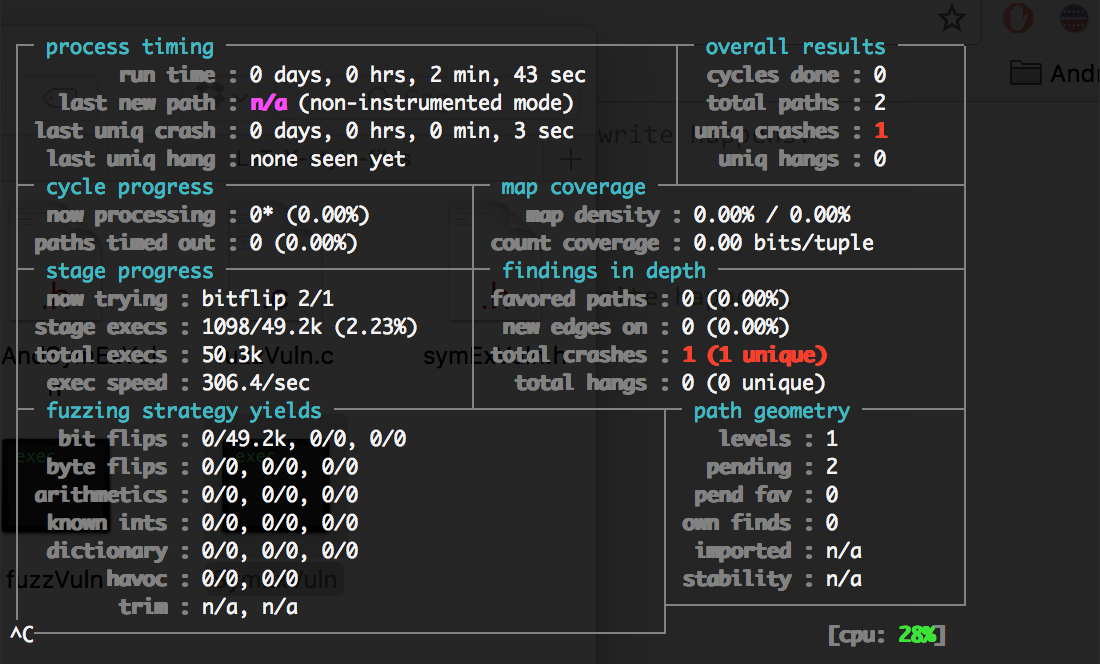 process timing overall results
run time : 0 days, 0 hrs, 2 min, 43 sec cycles done : 0
last new path : n/a (non-instrumented mode) total paths : 2
last uniq crash : 0 days, 0 hrs, 0 min, 3 sec uniq crashes : 1
last uniq hang : none seen yet uniq hangs : 0
cycle progress map coverage
now processing : 0* (0.00%) map density : 0.00% / 0.00%
paths timed out : 0 (0.00%) count coverage : 0.00 bits/tuple
stage progress findings in depth
now trying : bitflip 2/1 favored paths : 0 (0.00%)
stage execs : 1098/49.2k (2.23%) new edges on : 0 (0.00%)
total execs : 50.3k total crashes : 1 (1 unique)
exec speed : 306.4/sec total hangs : 0 (0 unique)
fuzzing strategy yields path geometry
bit flips : 0/49.2k, 0/0, 0/0 levels : 1
byte flips : 0/0, 0/0, 0/0 pending : 2
arithmetics : 0/0, 0/0, 0/0 pend fav : 0
known ints : 0/0, 0/0, 0/0 own finds : 0
dictionary : 0/0, 0/0, 0/0 imported : n/a
havoc : 0/0, 0/0 stability : n/a
trim : n/a, n/a
^C [cpu: 28%]
write happens.
fuzzVuln
exec